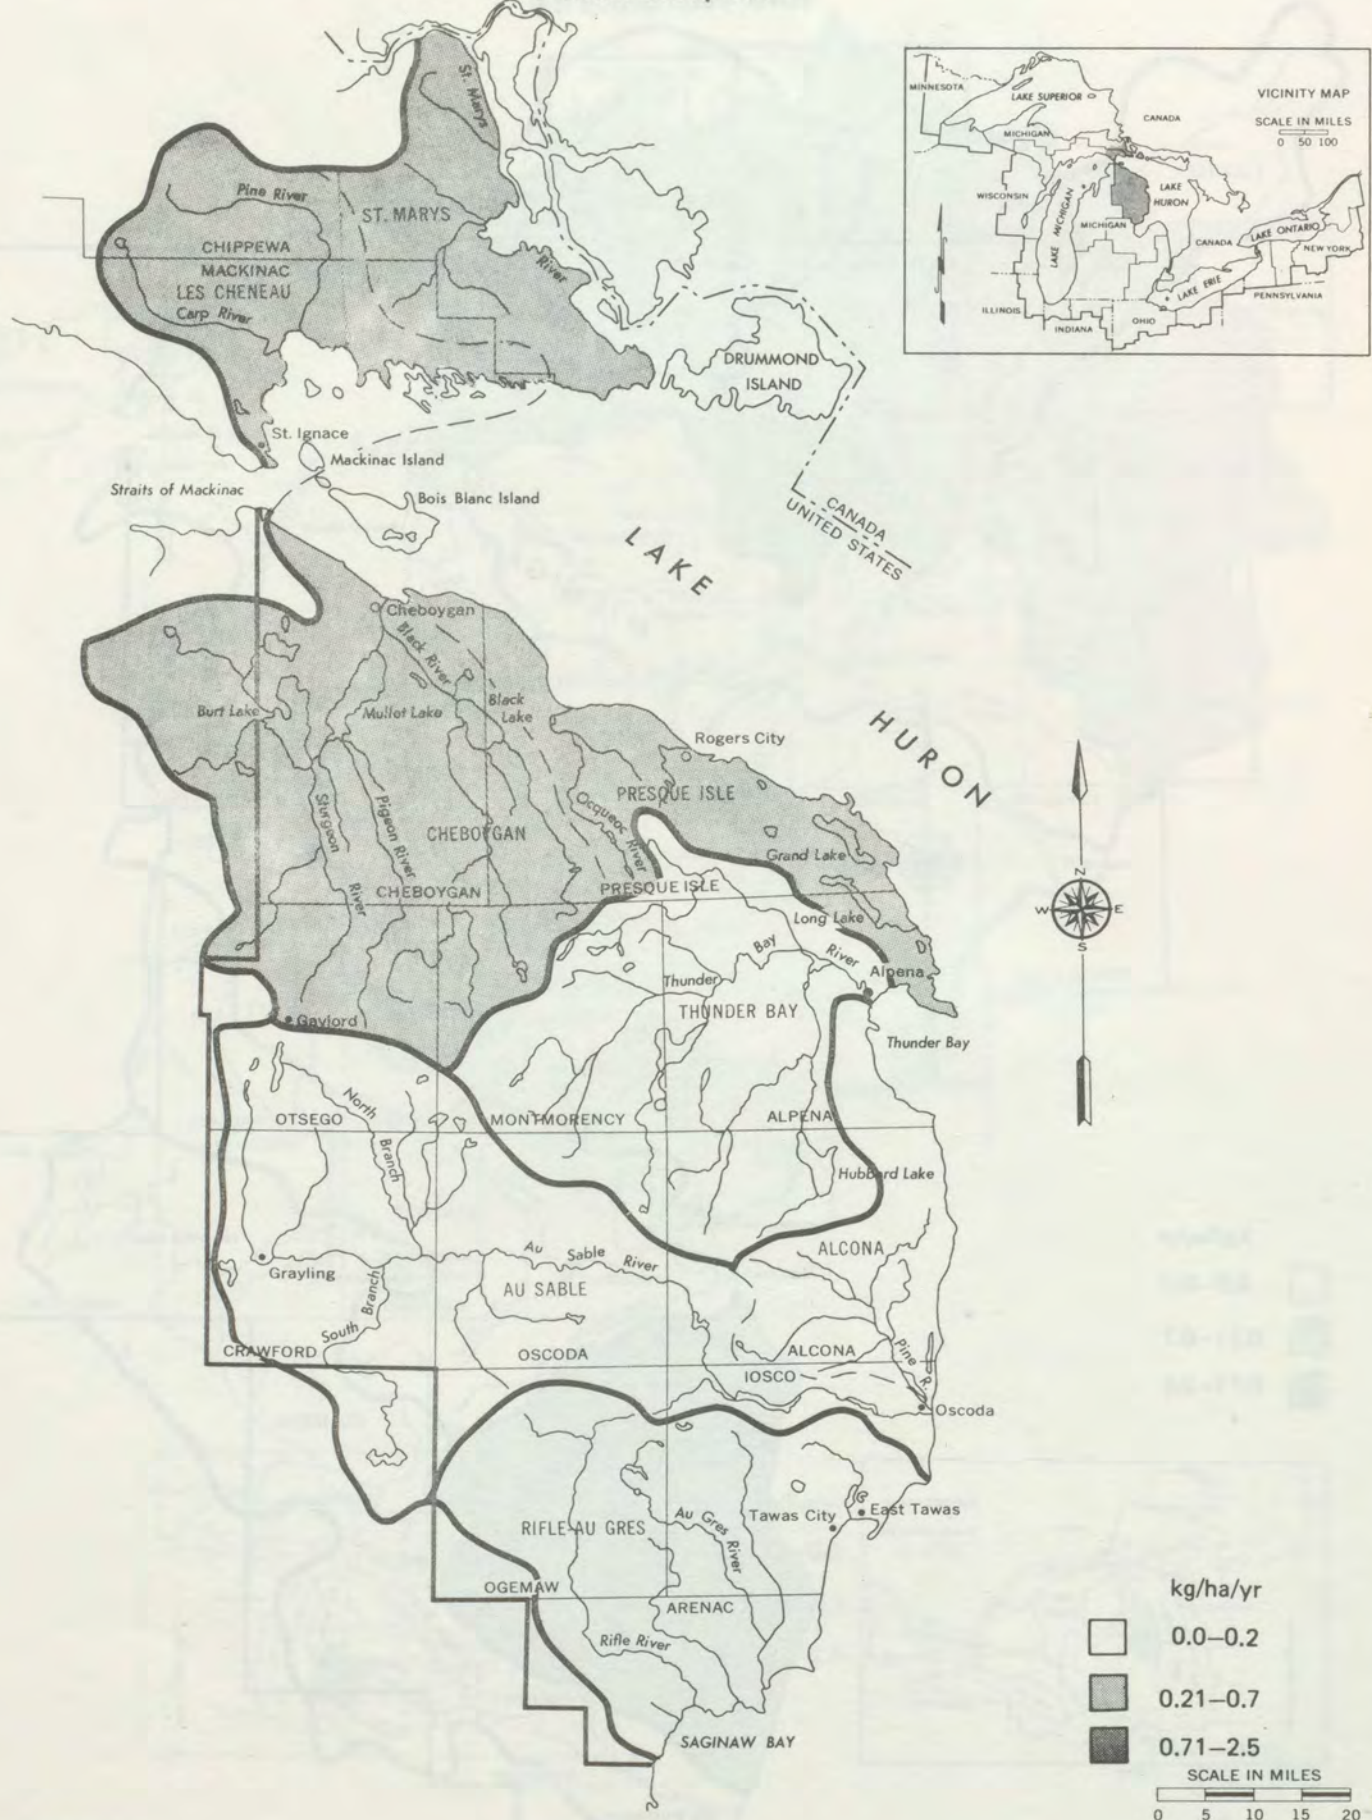 VICINITY MAP
SCALE IN MILES
0 50 100
MINNESOTA
LAKE SUPERIOR
CANADA
MICHIGAN
WISCONSIN
LAKE MICHIGAN
MICHIGAN
LAKE
HURON
CANADA
LAKE ONTARIO
NEW YORK
LAKE ERIE
PENNSYLVANIA
ILLINOIS
INDIANA
OHIO
St. Marys
Pine River
ST. MARYS
CHIPPEWA
MACKINAC
LES CHENEAU
River
Carp River
DRUMMOND
ISLAND
St. Ignace
Mackinac Island
Straits of Mackinac
Bois Blanc Island
CANADA
UNITED STATES
LAKE
HURON
Cheboygan
Black River
Burt Lake
Mullet Lake
Black
Lake
Rogers City
PRESQUE ISLE
Sturgeon
River
Pigeon River
Ocqueoc
River
CHEBOYGAN
Grand Lake
CHEBOYGAN
PRESQUE ISLE
Long Lake
N
W E
S
Thunder
Bay
River
Alpena
THUNDER BAY
Gaylord
Thunder Bay
North
Branch
OTSEGO
MONTMORENCY
ALPENA
Hubbard Lake
Au Sable River
ALCONA
Grayling
AU SABLE
South
Branch
CRAWFORD
OSCODA
ALCONA
IOSCO
Pine R.
Oscoda
RIFLE-AU GRES
Au Gres
River
Tawas City
East Tawas
OGEMAW
ARENAC
Rifle River
SAGINAW BAY
kg/ha/yr
0.0–0.2
0.21–0.7
0.71–2.5
SCALE IN MILES
0 5 10 15 20